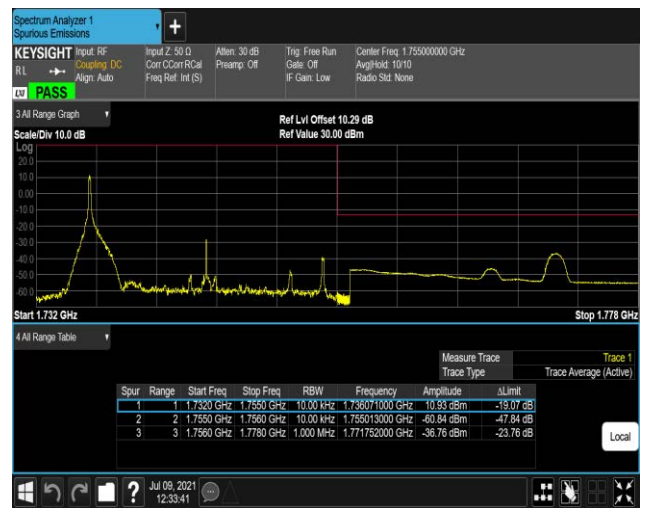 Spectrum Analyzer 1
Spurious Emissions
+
KEYSIGHT Input: RF Input Z: 50 Ω Atten: 30 dB Trig: Free Run Center Freq: 1.755000000 GHz
R L Coupling: DC Corr CCorr RCal Preamp: Off Gate: Off Avg|Hold: 10/10
Align: Auto Freq Ref: Int (S) IF Gain: Low Radio Std: None
LXI PASS
3 All Range Graph
Ref Lvl Offset 10.29 dB
Scale/Div 10.0 dB Ref Value 30.00 dBm
Log
20.0
10.0
0.00
-10.0
-20.0
-30.0
-40.0
-50.0
-60.0
Start 1.732 GHz Stop 1.778 GHz
4 All Range Table
Measure Trace Trace 1
Trace Type Trace Average (Active)
Spur Range Start Freq Stop Freq RBW Frequency Amplitude ΔLimit
1 1 1.7320 GHz 1.7550 GHz 10.00 kHz 1.736071000 GHz 10.93 dBm -19.07 dB
2 2 1.7550 GHz 1.7560 GHz 10.00 kHz 1.755013000 GHz -60.84 dBm -47.84 dB
3 3 1.7560 GHz 1.7780 GHz 1.000 MHz 1.771752000 GHz -36.76 dBm -23.76 dB
Local
? Jul 09, 2021
12:33:41